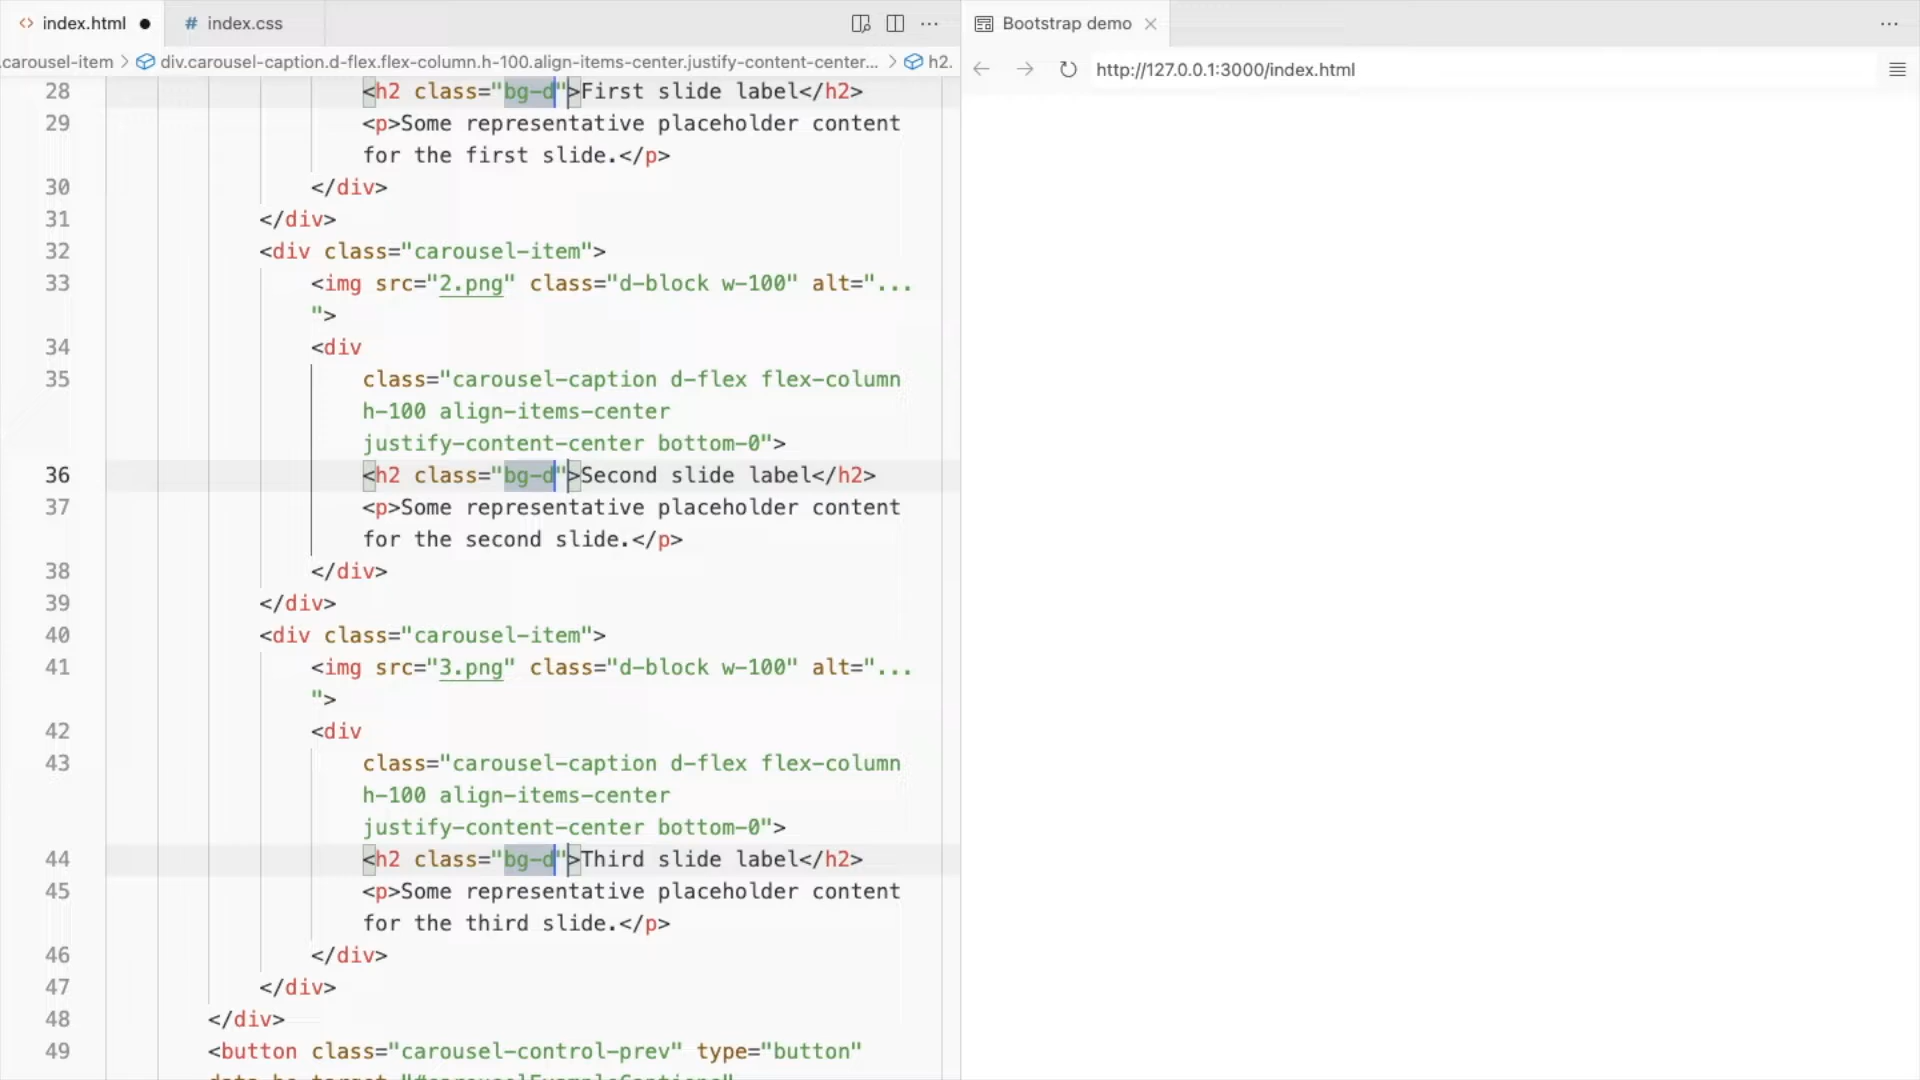 index.html
# index.css
Bootstrap demo
.carousel-item > div.carousel-caption.d-flex.flex-column.h-100.align-items-center.justify-content-center... > h2.
http://127.0.0.1:3000/index.html
28 <h2 class="bg-d">First slide label</h2>
29 <p>Some representative placeholder content
for the first slide.</p>
30 </div>
31 </div>
32 <div class="carousel-item">
33 <img src="2.png" class="d-block w-100" alt="...
">
34 <div
35 class="carousel-caption d-flex flex-column
h-100 align-items-center
justify-content-center bottom-0">
36 <h2 class="bg-d">Second slide label</h2>
37 <p>Some representative placeholder content
for the second slide.</p>
38 </div>
39 </div>
40 <div class="carousel-item">
41 <img src="3.png" class="d-block w-100" alt="...
">
42 <div
43 class="carousel-caption d-flex flex-column
h-100 align-items-center
justify-content-center bottom-0">
44 <h2 class="bg-d">Third slide label</h2>
45 <p>Some representative placeholder content
for the third slide.</p>
46 </div>
47 </div>
48 </div>
49 <button class="carousel-control-prev" type="button"